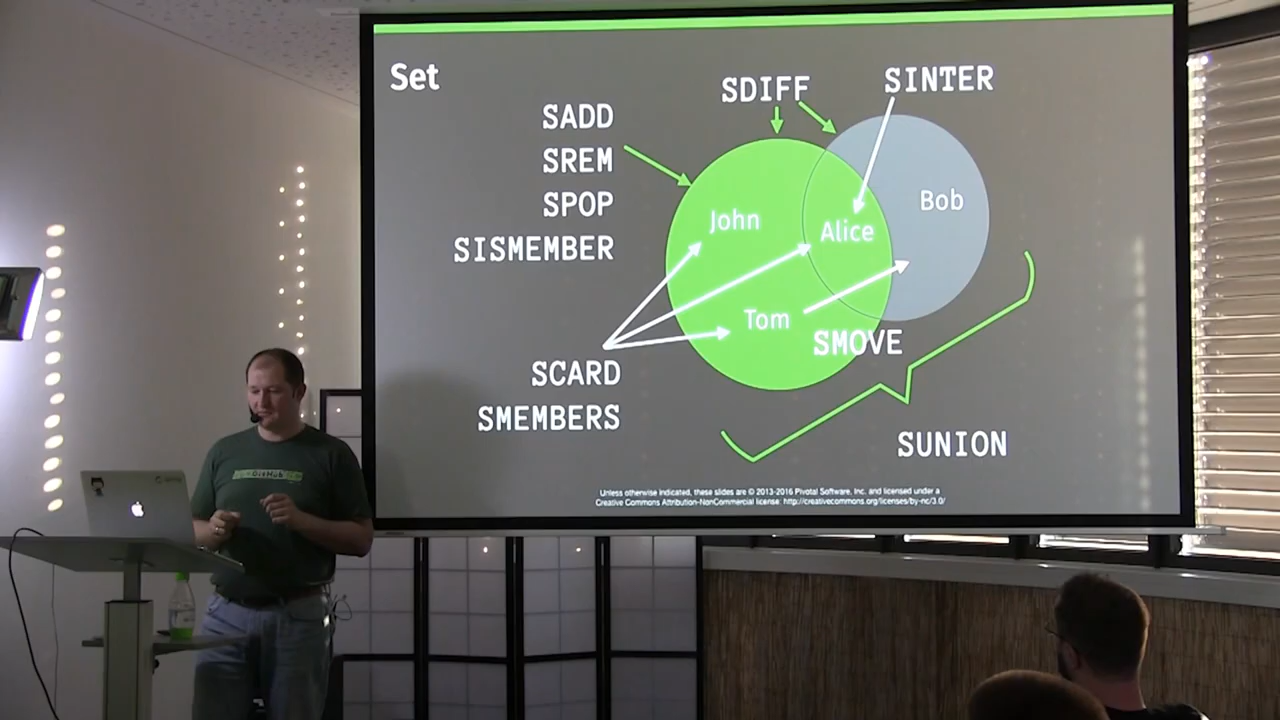 Set
SDIFF
SINTER
SADD
SREM
SPOP
SISMEMBER
John
Alice
Bob
Tom
SMOVE
SCARD
SMEMBERS
SUNION
Unless otherwise indicated, these slides are © 2013-2016 Pivotal Software, Inc. and licensed under a
Creative Commons Attribution-NonCommercial license: http://creativecommons.org/licenses/by-nc/3.0/
GitHub